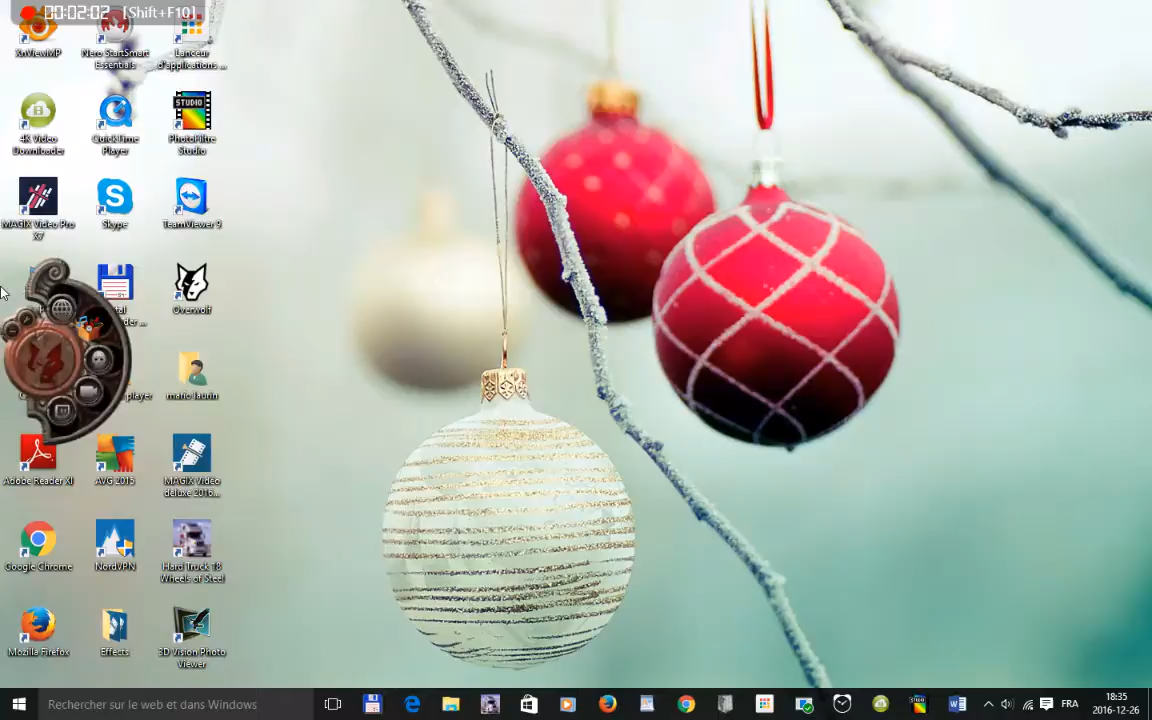 00:02:02 [Shift+F10]
XnViewMP
Nero StartSmart
Essentials
Lanceur
d'applications ...
STUDIO
4K Video
Downloader
QuickTime
Player
PhotoFiltre
Studio
MAGIX Video Pro
X7
Skype
TeamViewer 9
Overwolf
player
mario laurin
Adobe Reader XI
AVG 2015
MAGIX Video
deluxe 2016...
Google Chrome
NordVPN
Hard Truck 18
Wheels of Steel
Mozilla Firefox
Effects
3D Vision Photo
Viewer
Rechercher sur le web et dans Windows
FRA
18:35
2016-12-26